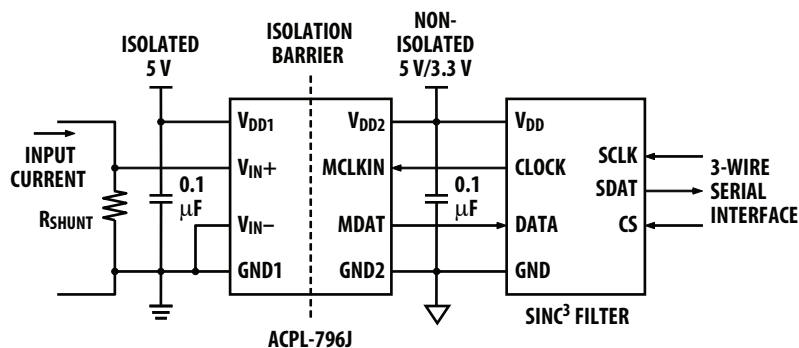 ISOLATED
5 V
ISOLATION
BARRIER
NON-
ISOLATED
5 V/3.3 V
INPUT
CURRENT
RSHUNT
0.1
μF
VDD1
VIN+
VIN–
GND1
VDD2
MCLKIN
MDAT
GND2
ACPL-796J
0.1
μF
VDD
CLOCK
DATA
GND
SCLK
SDAT
CS
SINC³ FILTER
3-WIRE
SERIAL
INTERFACE